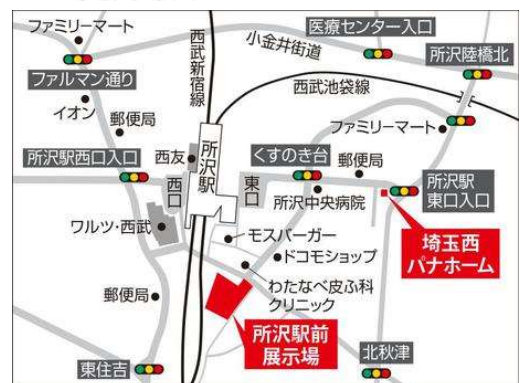 ファミリーマート
医療センター入口
小金井街道
所沢陸橋北
西武新宿線
ファルマン通り
西武池袋線
イオン
郵便局
ファミリーマート
所沢駅西口入口
西友
所沢駅
くすのき台
郵便局
西口
東口
所沢中央病院
所沢駅
東口入口
ワルツ・西武
モスバーガー
ドコモショップ
埼玉西
パナホーム
わたなべ皮ふ科
クリニック
郵便局
所沢駅前
展示場
東住吉
北秋津